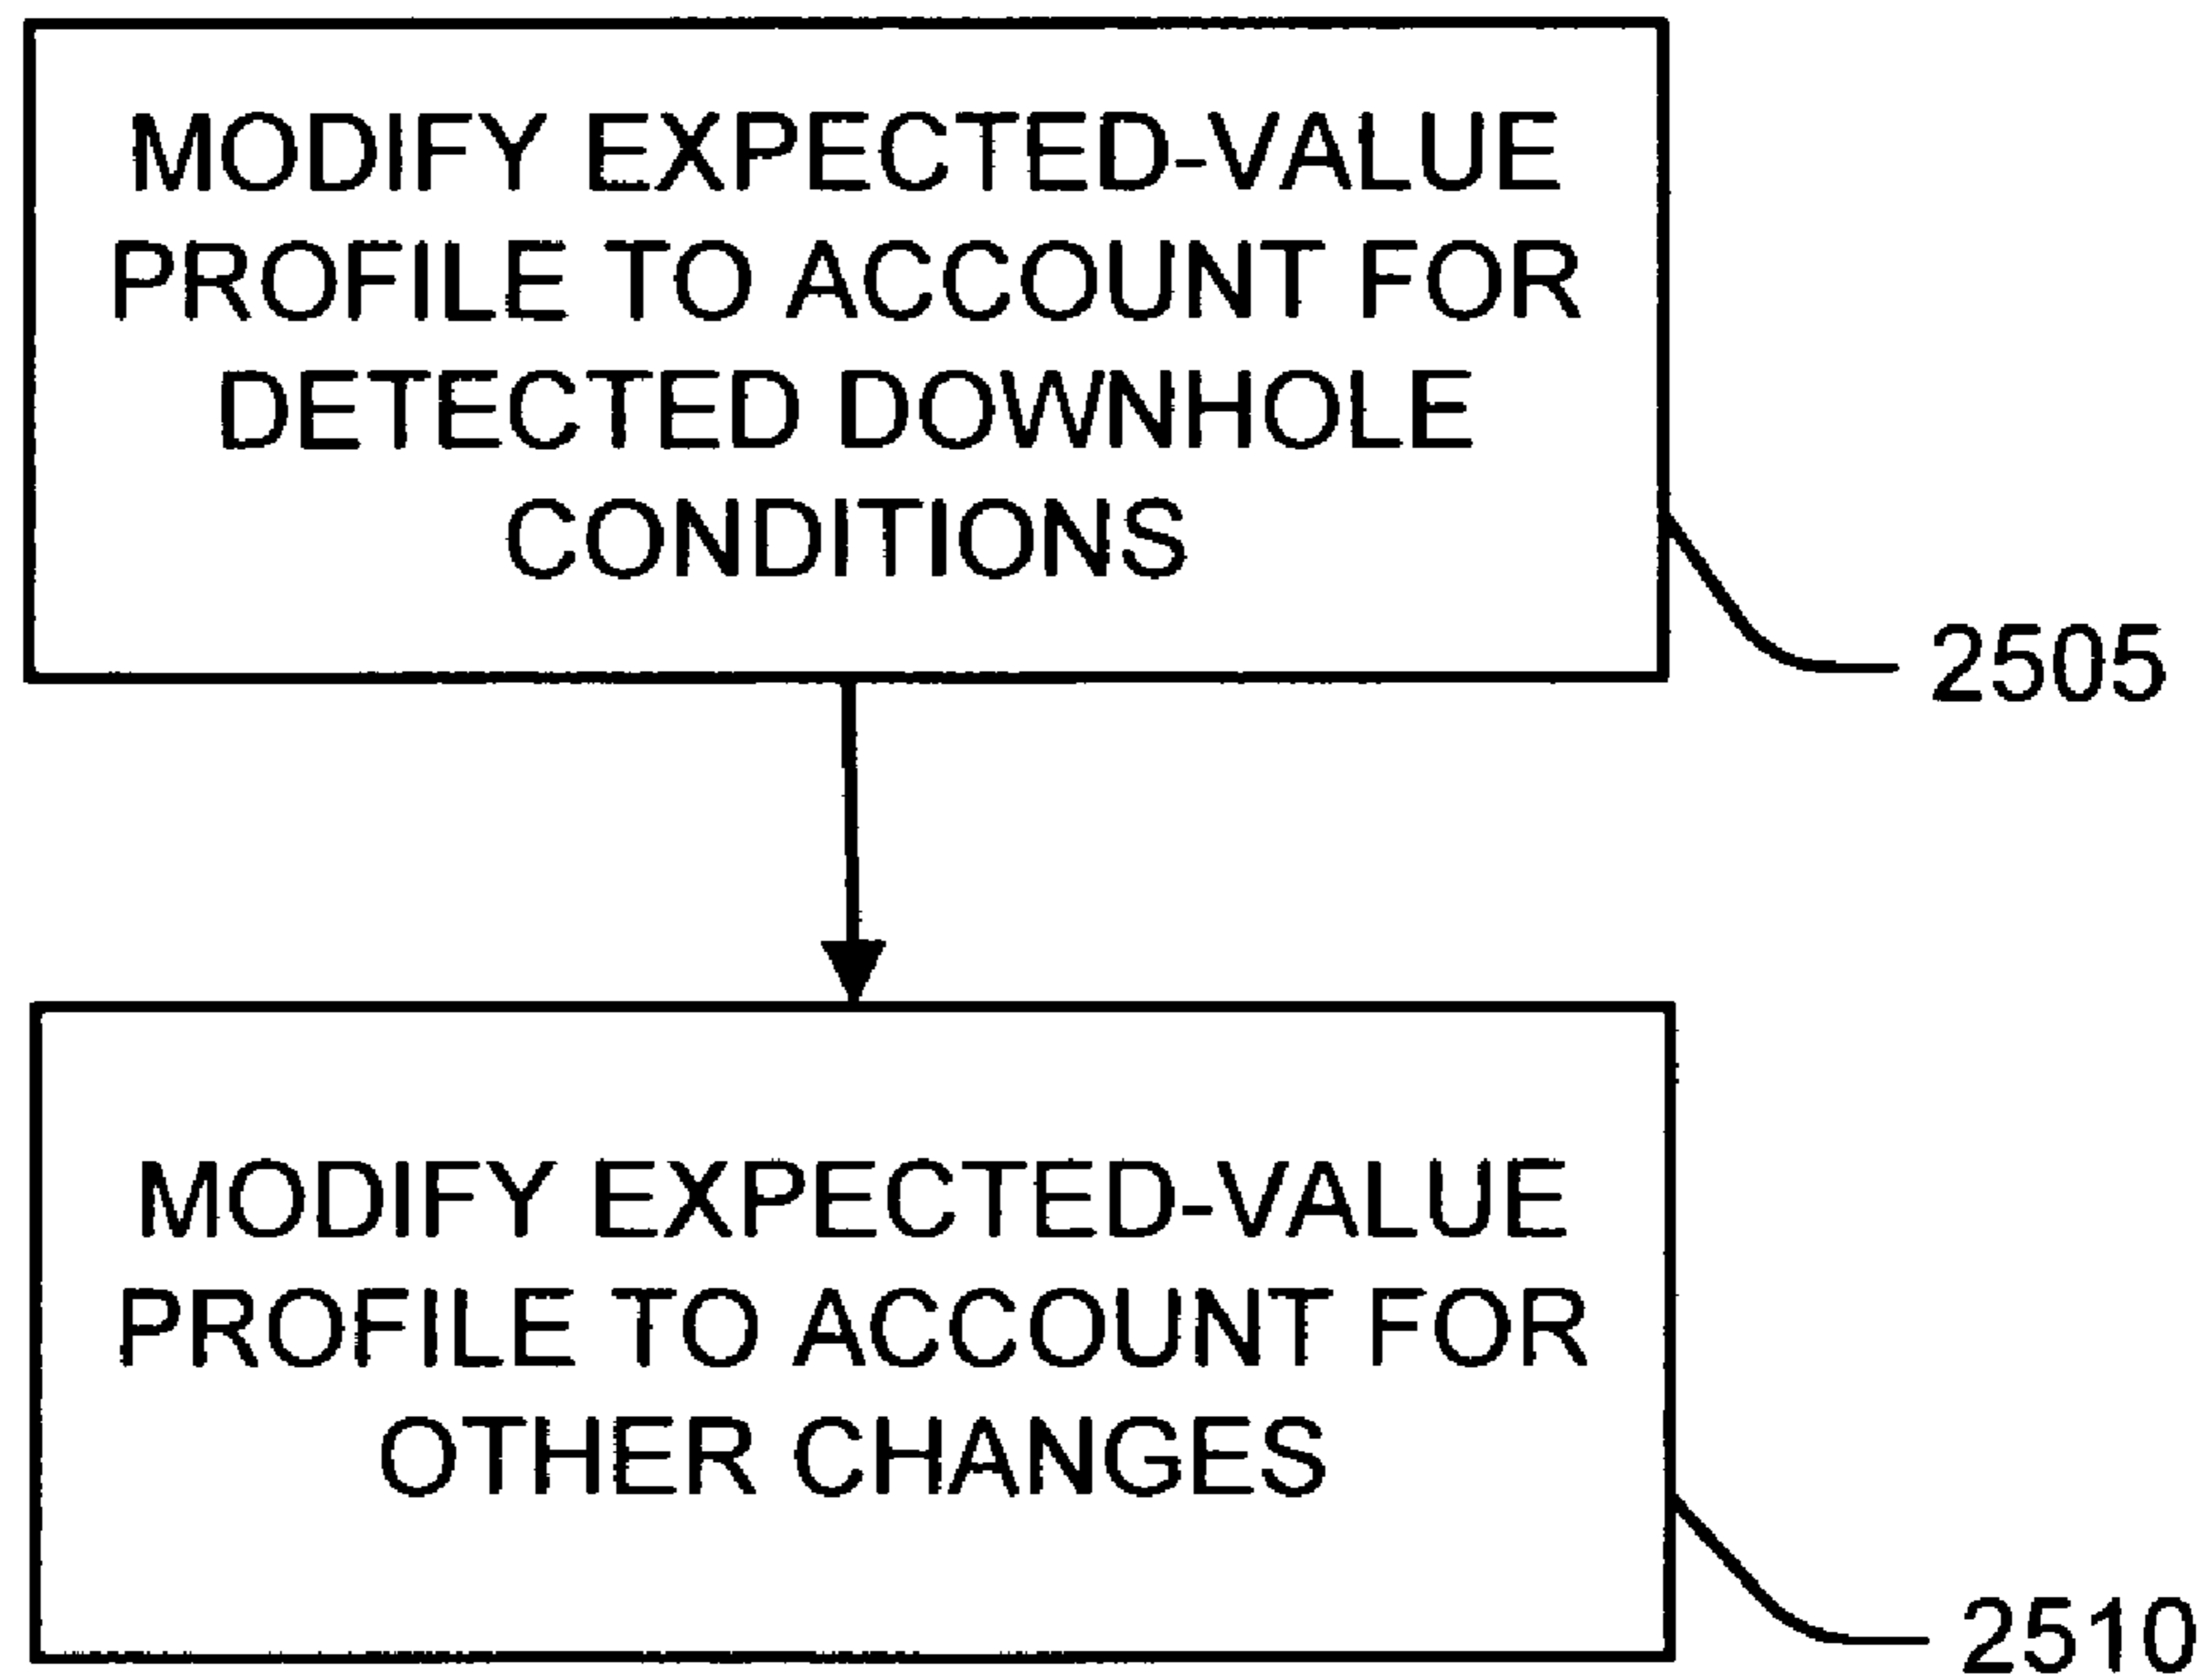 MODIFY EXPECTED-VALUE
PROFILE TO ACCOUNT FOR
DETECTED DOWNHOLE
CONDITIONS
2505
MODIFY EXPECTED-VALUE
PROFILE TO ACCOUNT FOR
OTHER CHANGES
2510